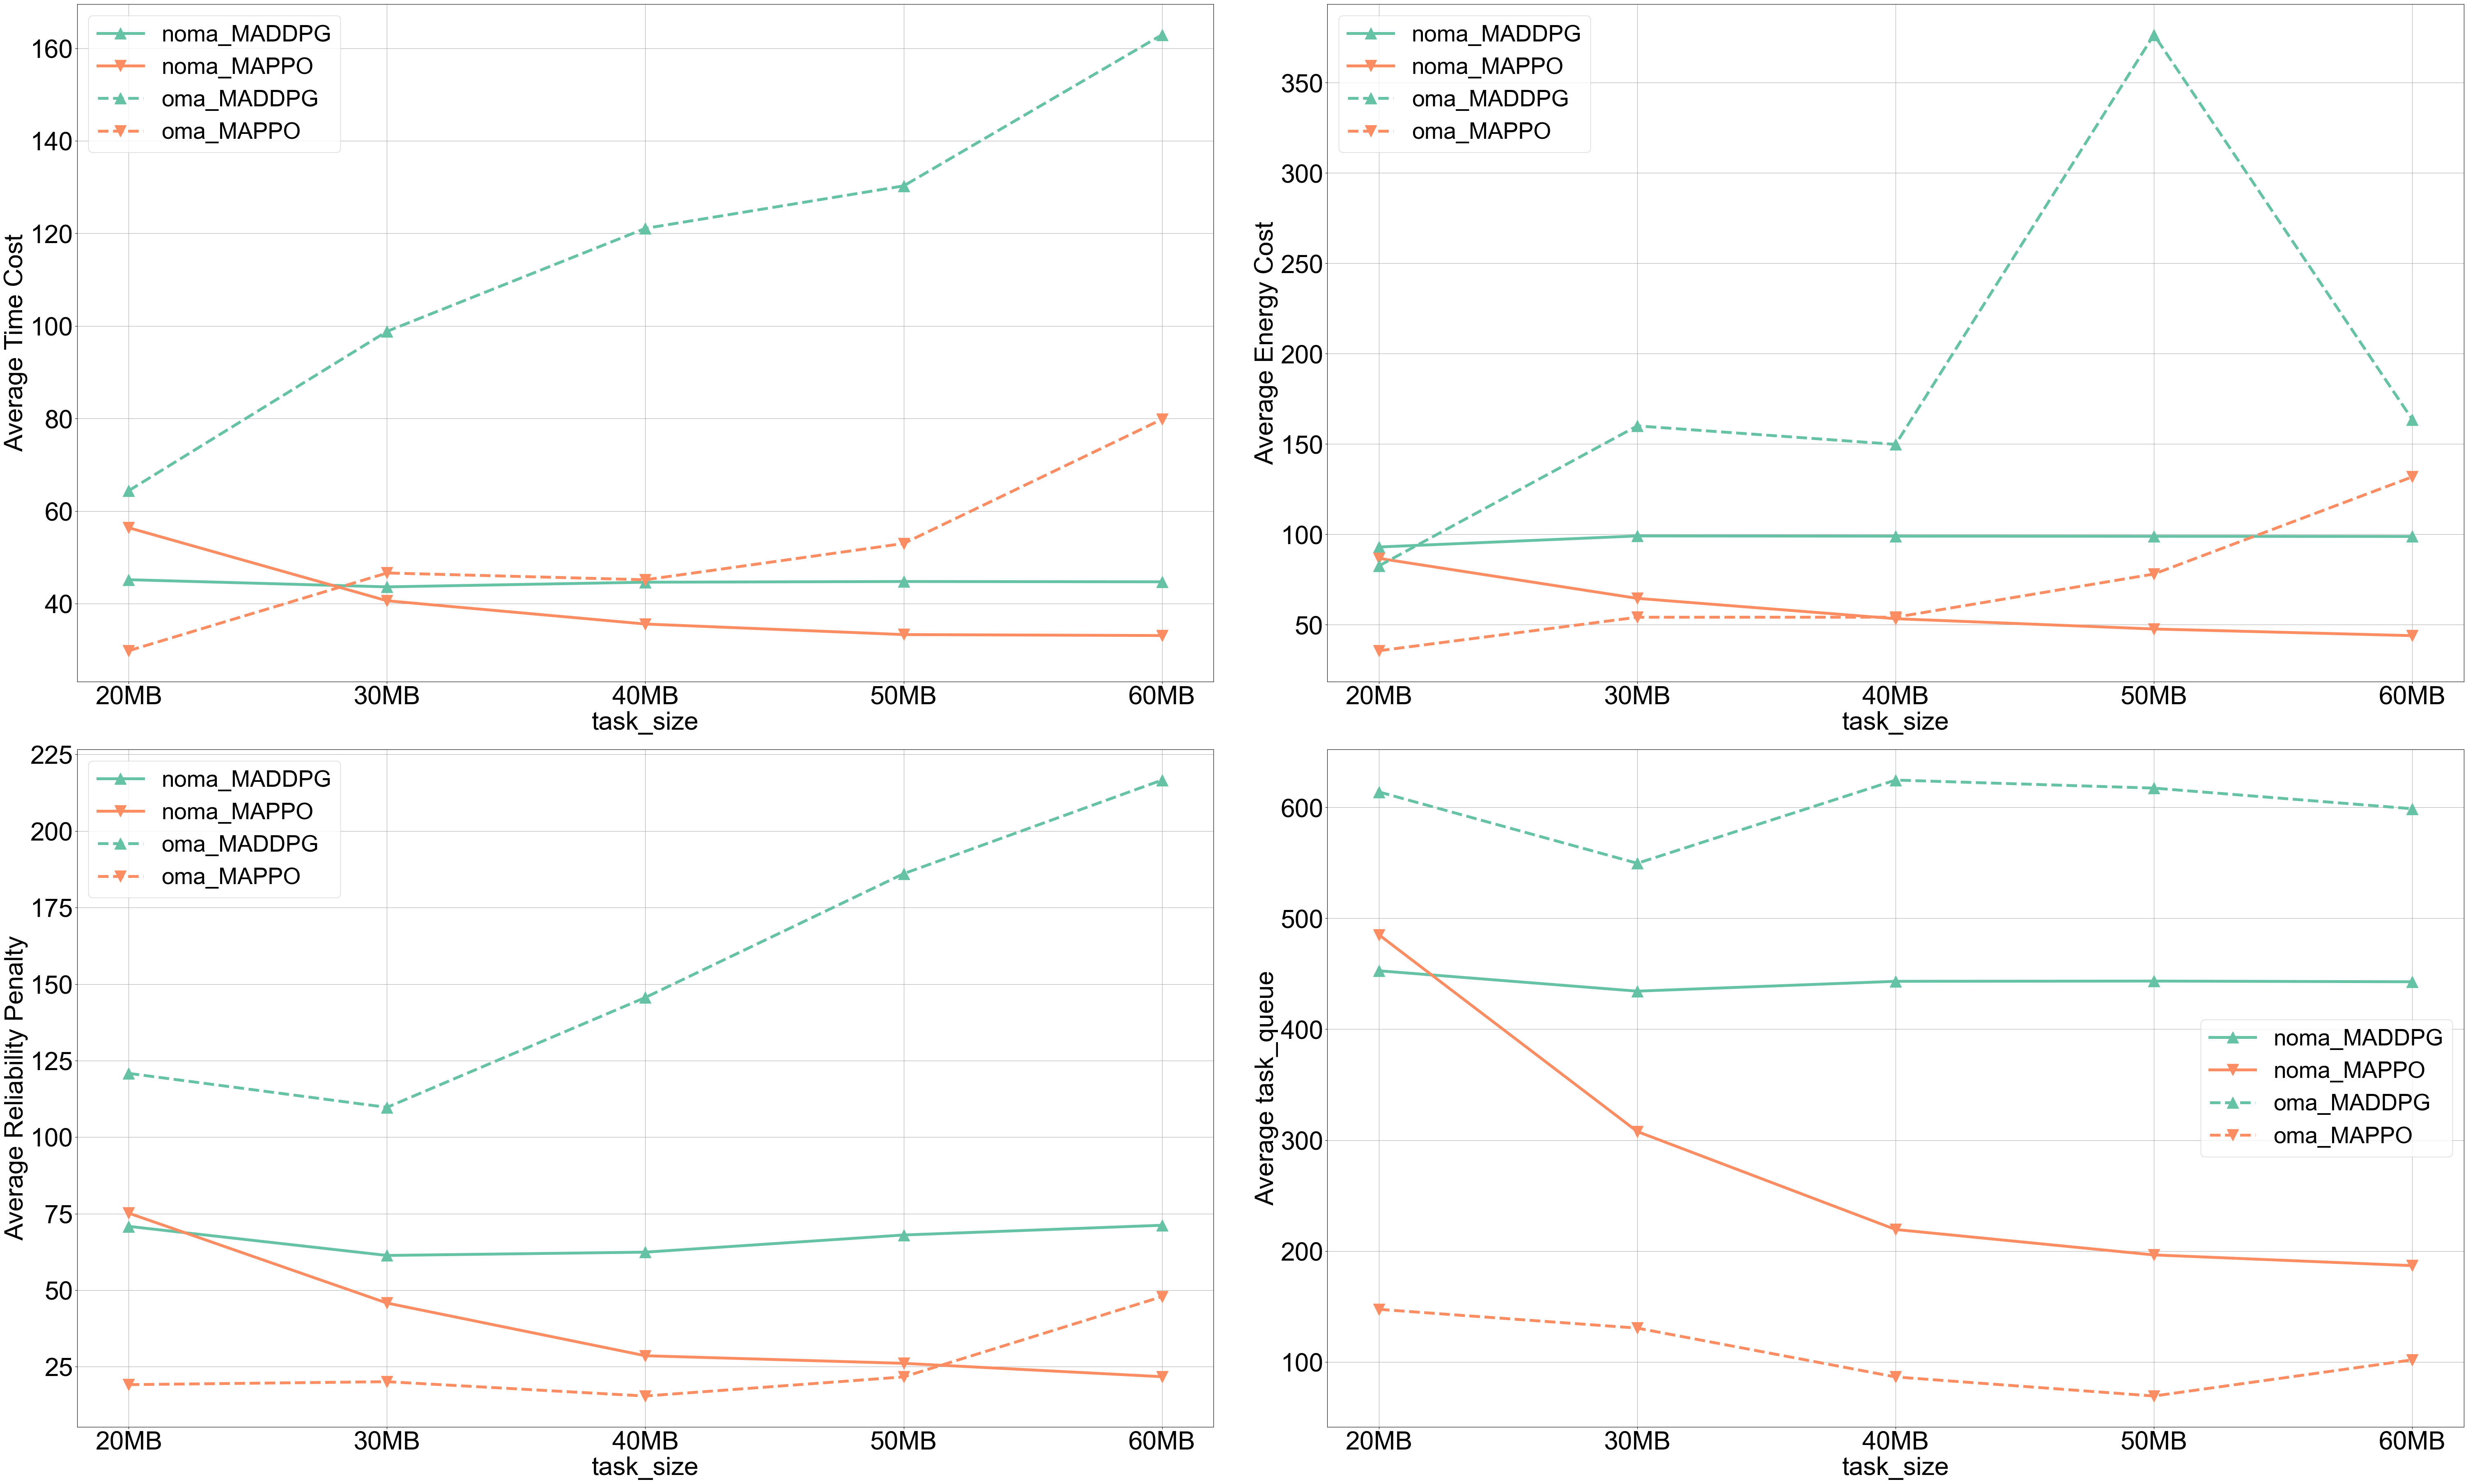 Average Time Cost
160
140
120
100
80
60
40
noma_MADDPG
noma_MAPPO
oma_MADDPG
oma_MAPPO
20MB 30MB 40MB 50MB 60MB
task_size
Average Energy Cost
350
300
250
200
150
100
50
noma_MADDPG
noma_MAPPO
oma_MADDPG
oma_MAPPO
20MB 30MB 40MB 50MB 60MB
task_size
Average Reliability Penalty
225
200
175
150
125
100
75
50
25
noma_MADDPG
noma_MAPPO
oma_MADDPG
oma_MAPPO
20MB 30MB 40MB 50MB 60MB
task_size
Average task_queue
600
500
400
300
200
100
noma_MADDPG
noma_MAPPO
oma_MADDPG
oma_MAPPO
20MB 30MB 40MB 50MB 60MB
task_size